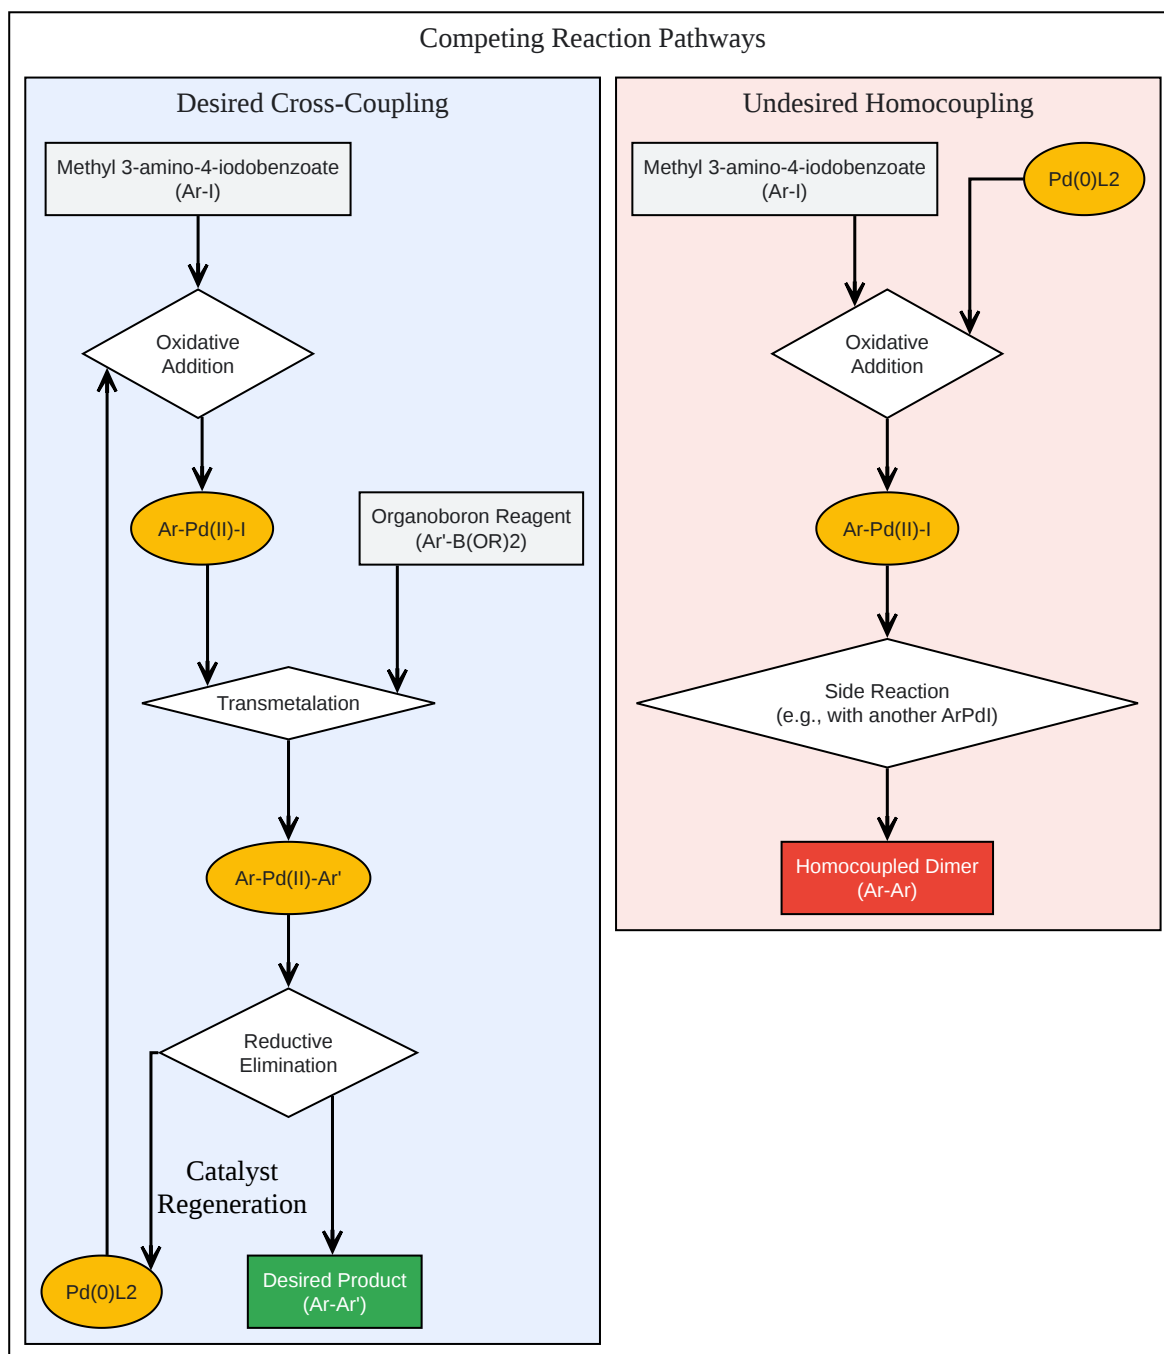 Competing Reaction Pathways
Desired Cross-Coupling
Methyl 3-amino-4-iodobenzoate
(Ar-I)
Oxidative
Addition
Ar-Pd(II)-I
Organoboron Reagent
(Ar'-B(OR)2)
Transmetalation
Ar-Pd(II)-Ar'
Reductive
Elimination
Catalyst
Regeneration
Pd(0)L2
Desired Product
(Ar-Ar')
Undesired Homocoupling
Methyl 3-amino-4-iodobenzoate
(Ar-I)
Pd(0)L2
Oxidative
Addition
Ar-Pd(II)-I
Side Reaction
(e.g., with another ArPdI)
Homocoupled Dimer
(Ar-Ar)